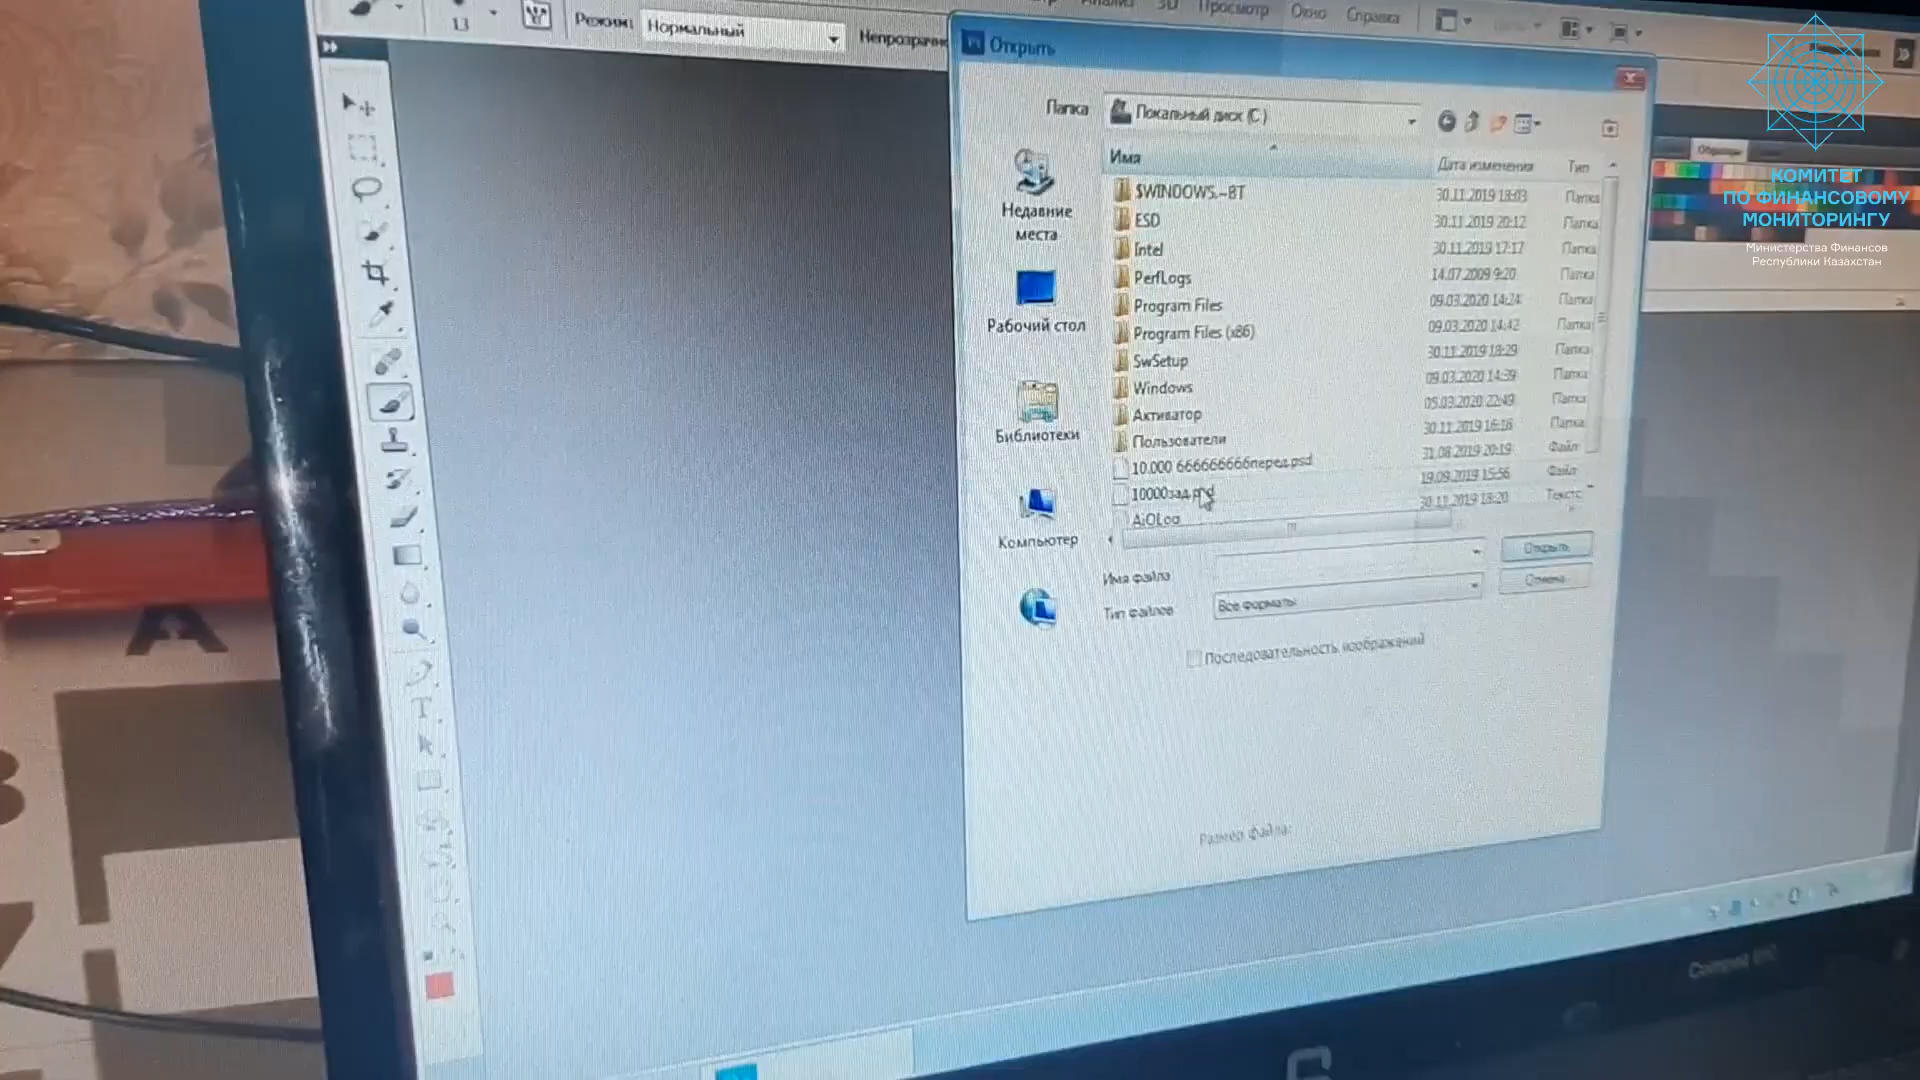 3D Просмотр Окно Справка
13 Режим: Нормальный
Открыть
Папка Локальный диск (C:)
Имя Дата изменения Тип
$WINDOWS.~BT 30.11.2019 18:03 Папка
ESD 30.11.2019 20:12 Папка
Intel 30.11.2019 17:17 Папка
PerfLogs 14.07.2009 9:20 Папка
Program Files 09.03.2020 14:24 Папка
Program Files (x86) 09.03.2020 14:42 Папка
SwSetup 30.11.2019 18:29 Папка
Windows 09.03.2020 14:39 Папка
Активатор 05.03.2020 22:49 Папка
Пользователи 30.11.2019 16:16 Папка
10.000 666666666перед.psd 31.08.2019 20:19 Файл
10000зад.psd 19.09.2019 15:56 Файл
AiOLog 30.11.2019 18:20 Текстс
Недавние
места
Рабочий стол
Библиотеки
Компьютер
Имя файла
Открыть
Тип файлов Все форматы
Отмена
Последовательность изображений
Размер файла:
Образцы
КОМИТЕТ
ПО ФИНАНСОВОМУ
МОНИТОРИНГУ
Министерства Финансов
Республики Казахстан
A